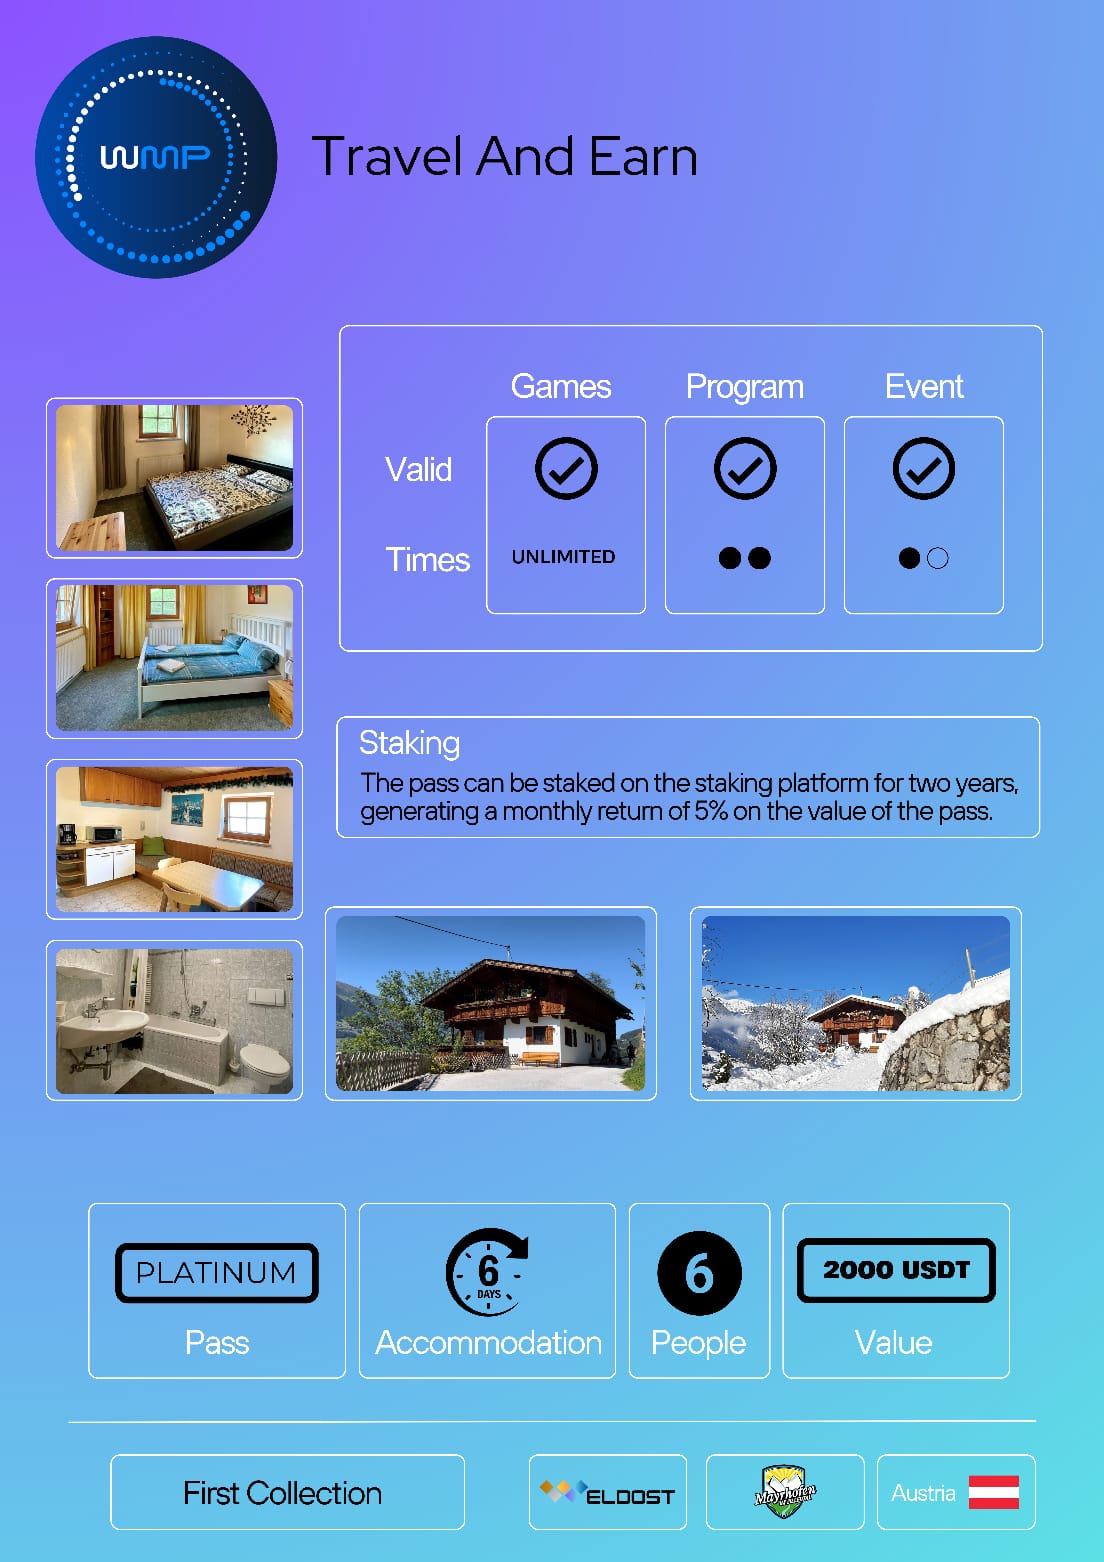 WMP
Travel And Earn
Games Program Event
Valid
Times UNLIMITED
Staking
The pass can be staked on the staking platform for two years,
generating a monthly return of 5% on the value of the pass.
PLATINUM
Pass
6
DAYS
Accommodation
6
People
2000 USDT
Value
First Collection
ELDOST
Mayrhofen
Austria